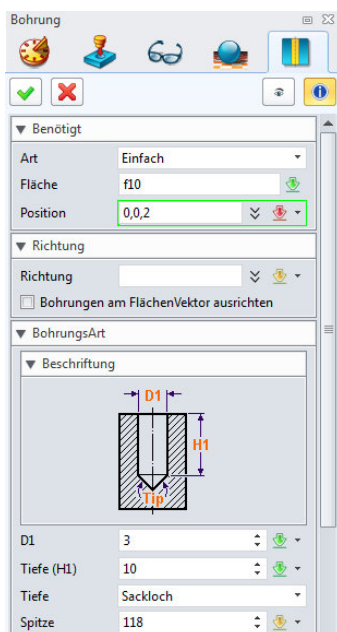 Bohrung
Benötigt
Art Einfach
Fläche f10
Position 0,0,2
Richtung
Richtung
Bohrungen am FlächenVektor ausrichten
BohrungsArt
Beschriftung
D1
H1
Tip
D1 3
Tiefe (H1) 10
Tiefe Sackloch
Spitze 118